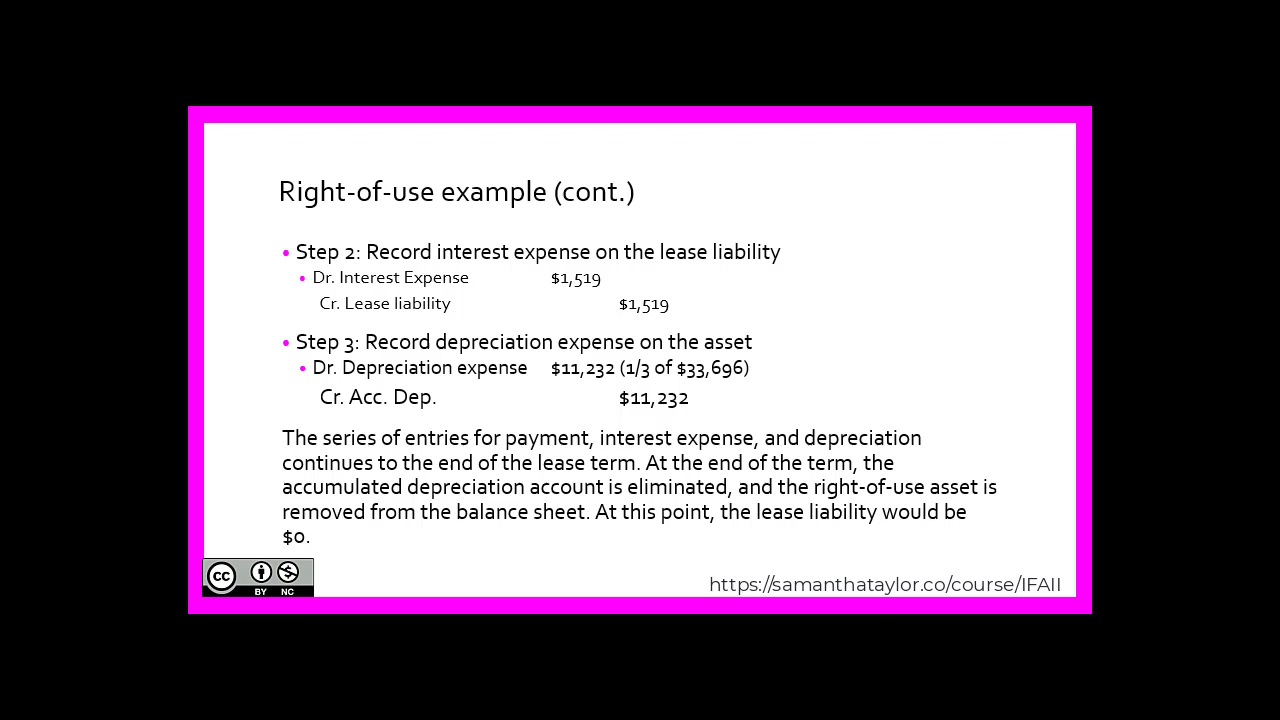 Right-of-use example (cont.)
• Step 2: Record interest expense on the lease liability
• Dr. Interest Expense $1,519
Cr. Lease liability $1,519
• Step 3: Record depreciation expense on the asset
• Dr. Depreciation expense $11,232 (1/3 of $33,696)
Cr. Acc. Dep. $11,232
The series of entries for payment, interest expense, and depreciation
continues to the end of the lease term. At the end of the term, the
accumulated depreciation account is eliminated, and the right-of-use asset is
removed from the balance sheet. At this point, the lease liability would be
$0.
cc
BY NC
https://samanthataylor.co/course/IFAII